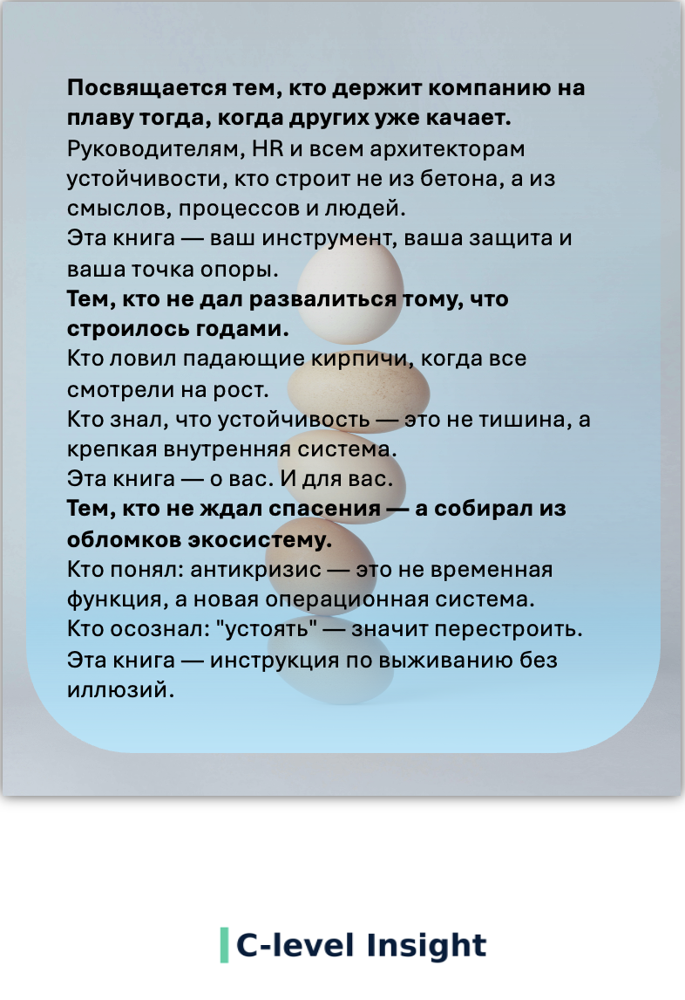 Посвящается тем, кто держит компанию на
плаву тогда, когда других уже качает.
Руководителям, HR и всем архитекторам
устойчивости, кто строит не из бетона, а из
смыслов, процессов и людей.
Эта книга — ваш инструмент, ваша защита и
ваша точка опоры.
Тем, кто не дал развалиться тому, что
строилось годами.
Кто ловил падающие кирпичи, когда все
смотрели на рост.
Кто знал, что устойчивость — это не тишина, а
крепкая внутренняя система.
Эта книга — о вас. И для вас.
Тем, кто не ждал спасения — а собирал из
обломков экосистему.
Кто понял: антикризис — это не временная
функция, а новая операционная система.
Кто осознал: "устоять" — значит перестроить.
Эта книга — инструкция по выживанию без
иллюзий.
C-level Insight